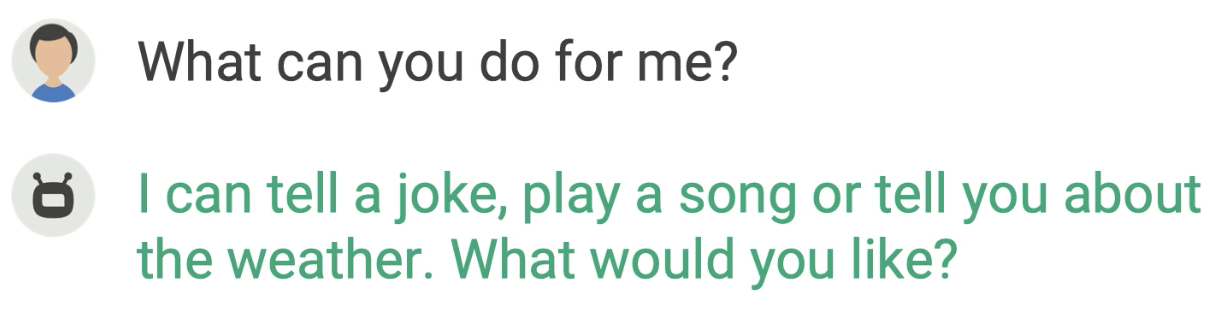 What can you do for me?
I can tell a joke, play a song or tell you about
the weather. What would you like?